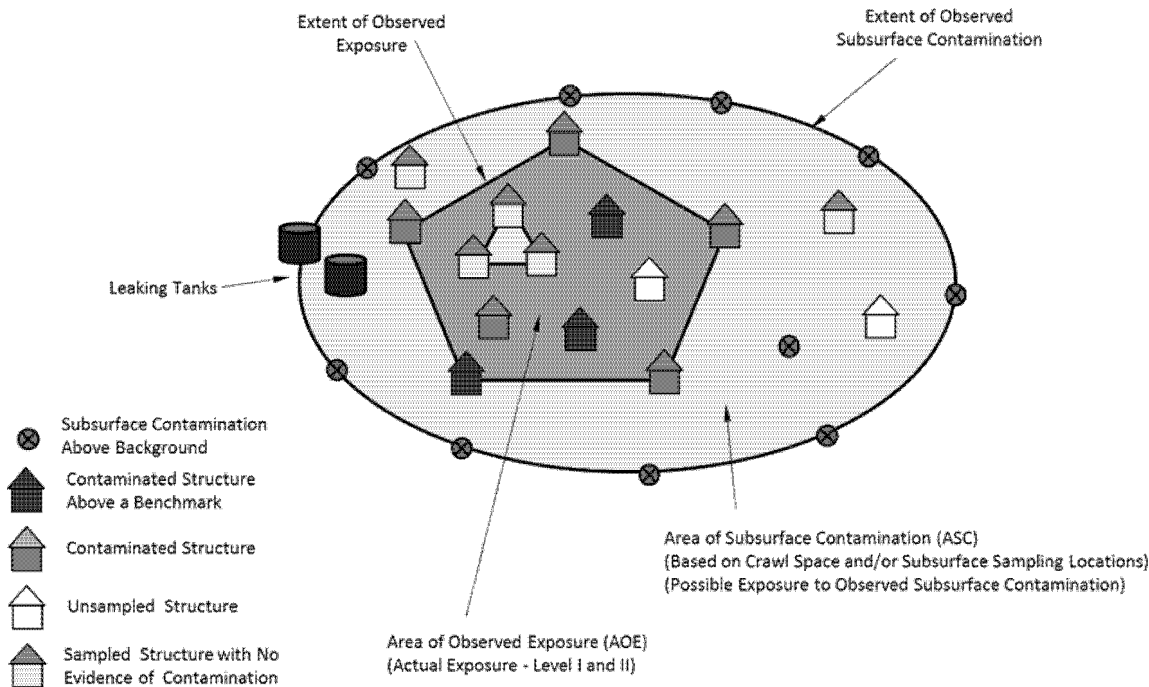 Extent of Observed
Exposure
Extent of Observed
Subsurface Contamination
Leaking Tanks
Subsurface Contamination
Above Background
Contaminated Structure
Above a Benchmark
Contaminated Structure
Unsampled Structure
Sampled Structure with No
Evidence of Contamination
Area of Observed Exposure (AOE)
(Actual Exposure - Level I and II)
Area of Subsurface Contamination (ASC)
(Based on Crawl Space and/or Subsurface Sampling Locations)
(Possible Exposure to Observed Subsurface Contamination)